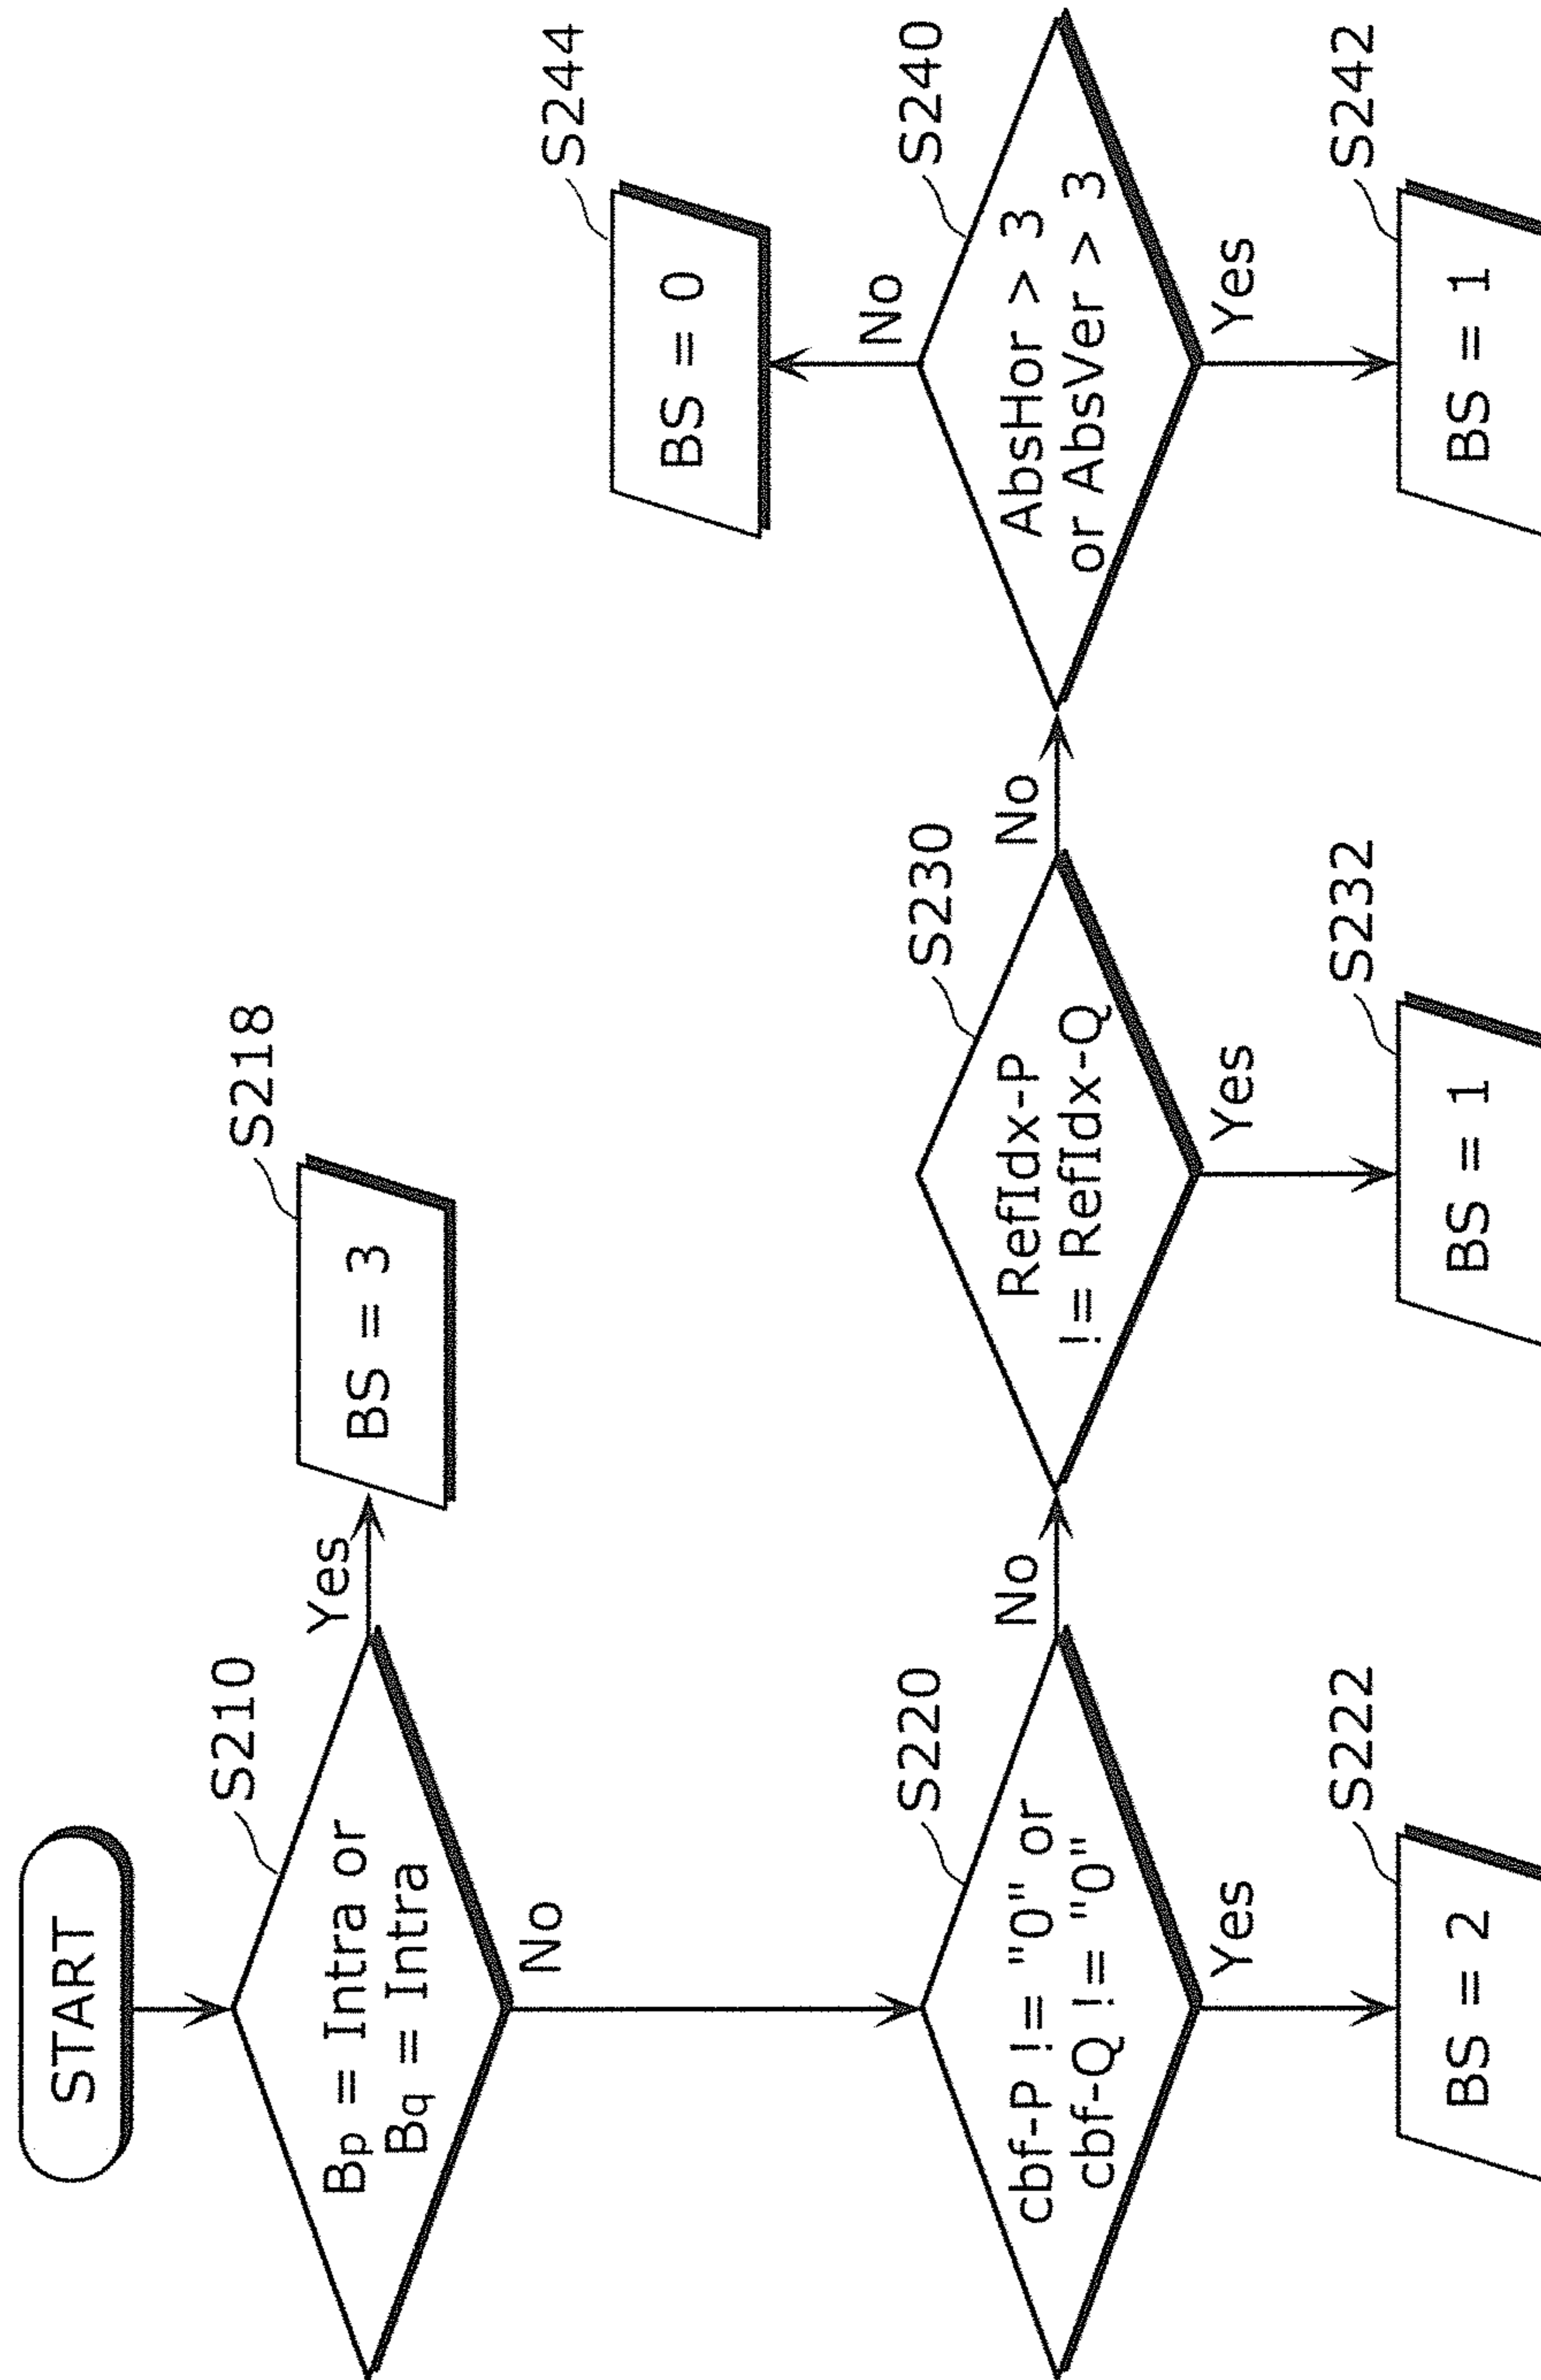 START
S210
Bp = Intra or
Bq = Intra
Yes
S218
BS = 3
No
S220
cbf-P != "0" or
cbf-Q != "0"
Yes
S222
BS = 2
No
S230
RefIdx-P
!= RefIdx-Q
Yes
S232
BS = 1
No
S240
AbsHor > 3
or AbsVer > 3
No
S244
BS = 0
Yes
S242
BS = 1